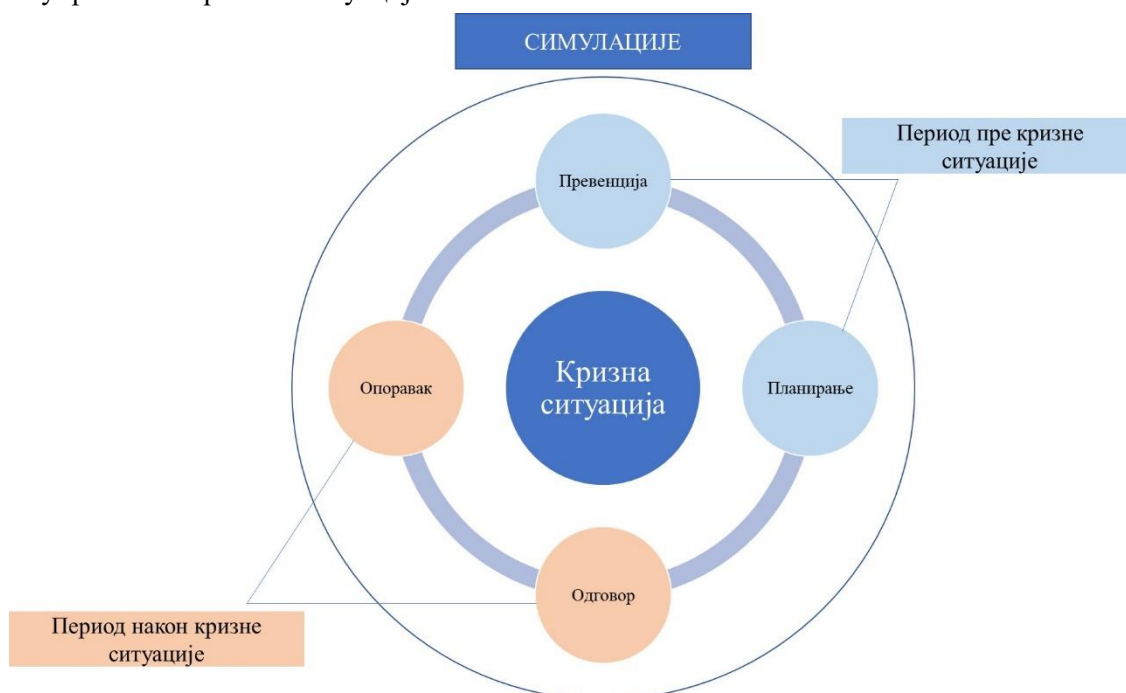 СИМУЛАЦИЈЕ
Период пре кризне
ситуације
Превенција
Кризна
ситуација
Опоравак
Планирање
Одговор
Период након кризне
ситуације